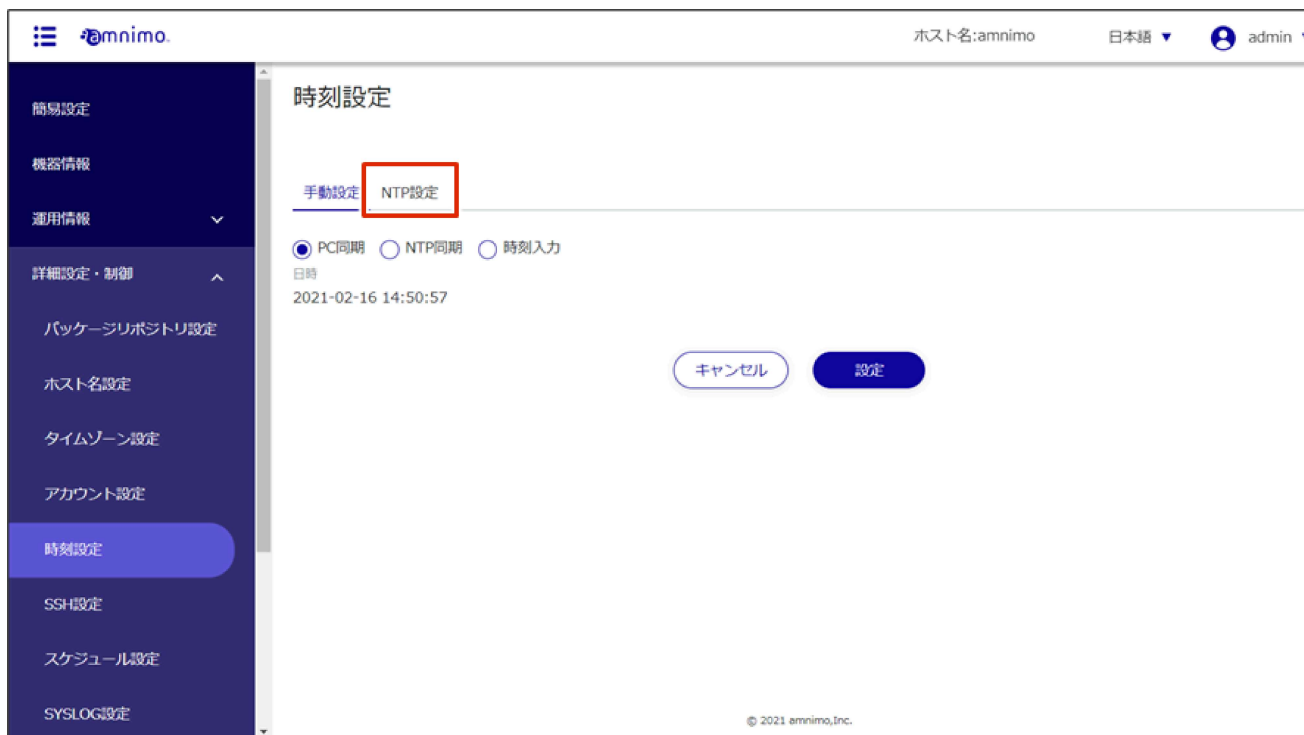 amnimo.
ホスト名:amnimo
日本語
admin
簡易設定
機器情報
運用情報
詳細設定・制御
パッケージリポジトリ設定
ホスト名設定
タイムゾーン設定
アカウント設定
時刻設定
SSH設定
スケジュール設定
SYSLOG設定
時刻設定
手動設定 NTP設定
PC同期 NTP同期 時刻入力
日時
2021-02-16 14:50:57
キャンセル 設定
© 2021 amnimo,Inc.